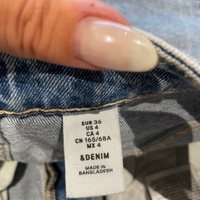 EUR 36
US 4
CA 4
CN 165/68A
MX 4
&DENIM
MADE IN
BANGLADESH